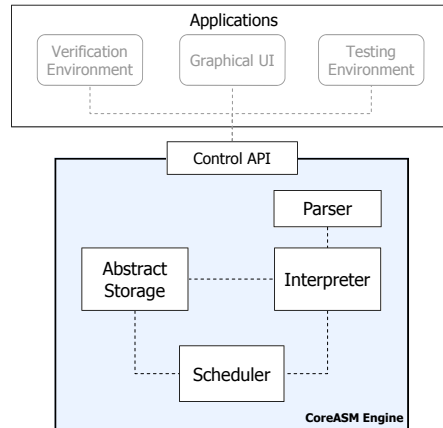 Applications
Verification
Environment
Graphical UI
Testing
Environment
Control API
Parser
Abstract
Storage
Interpreter
Scheduler
CoreASM Engine